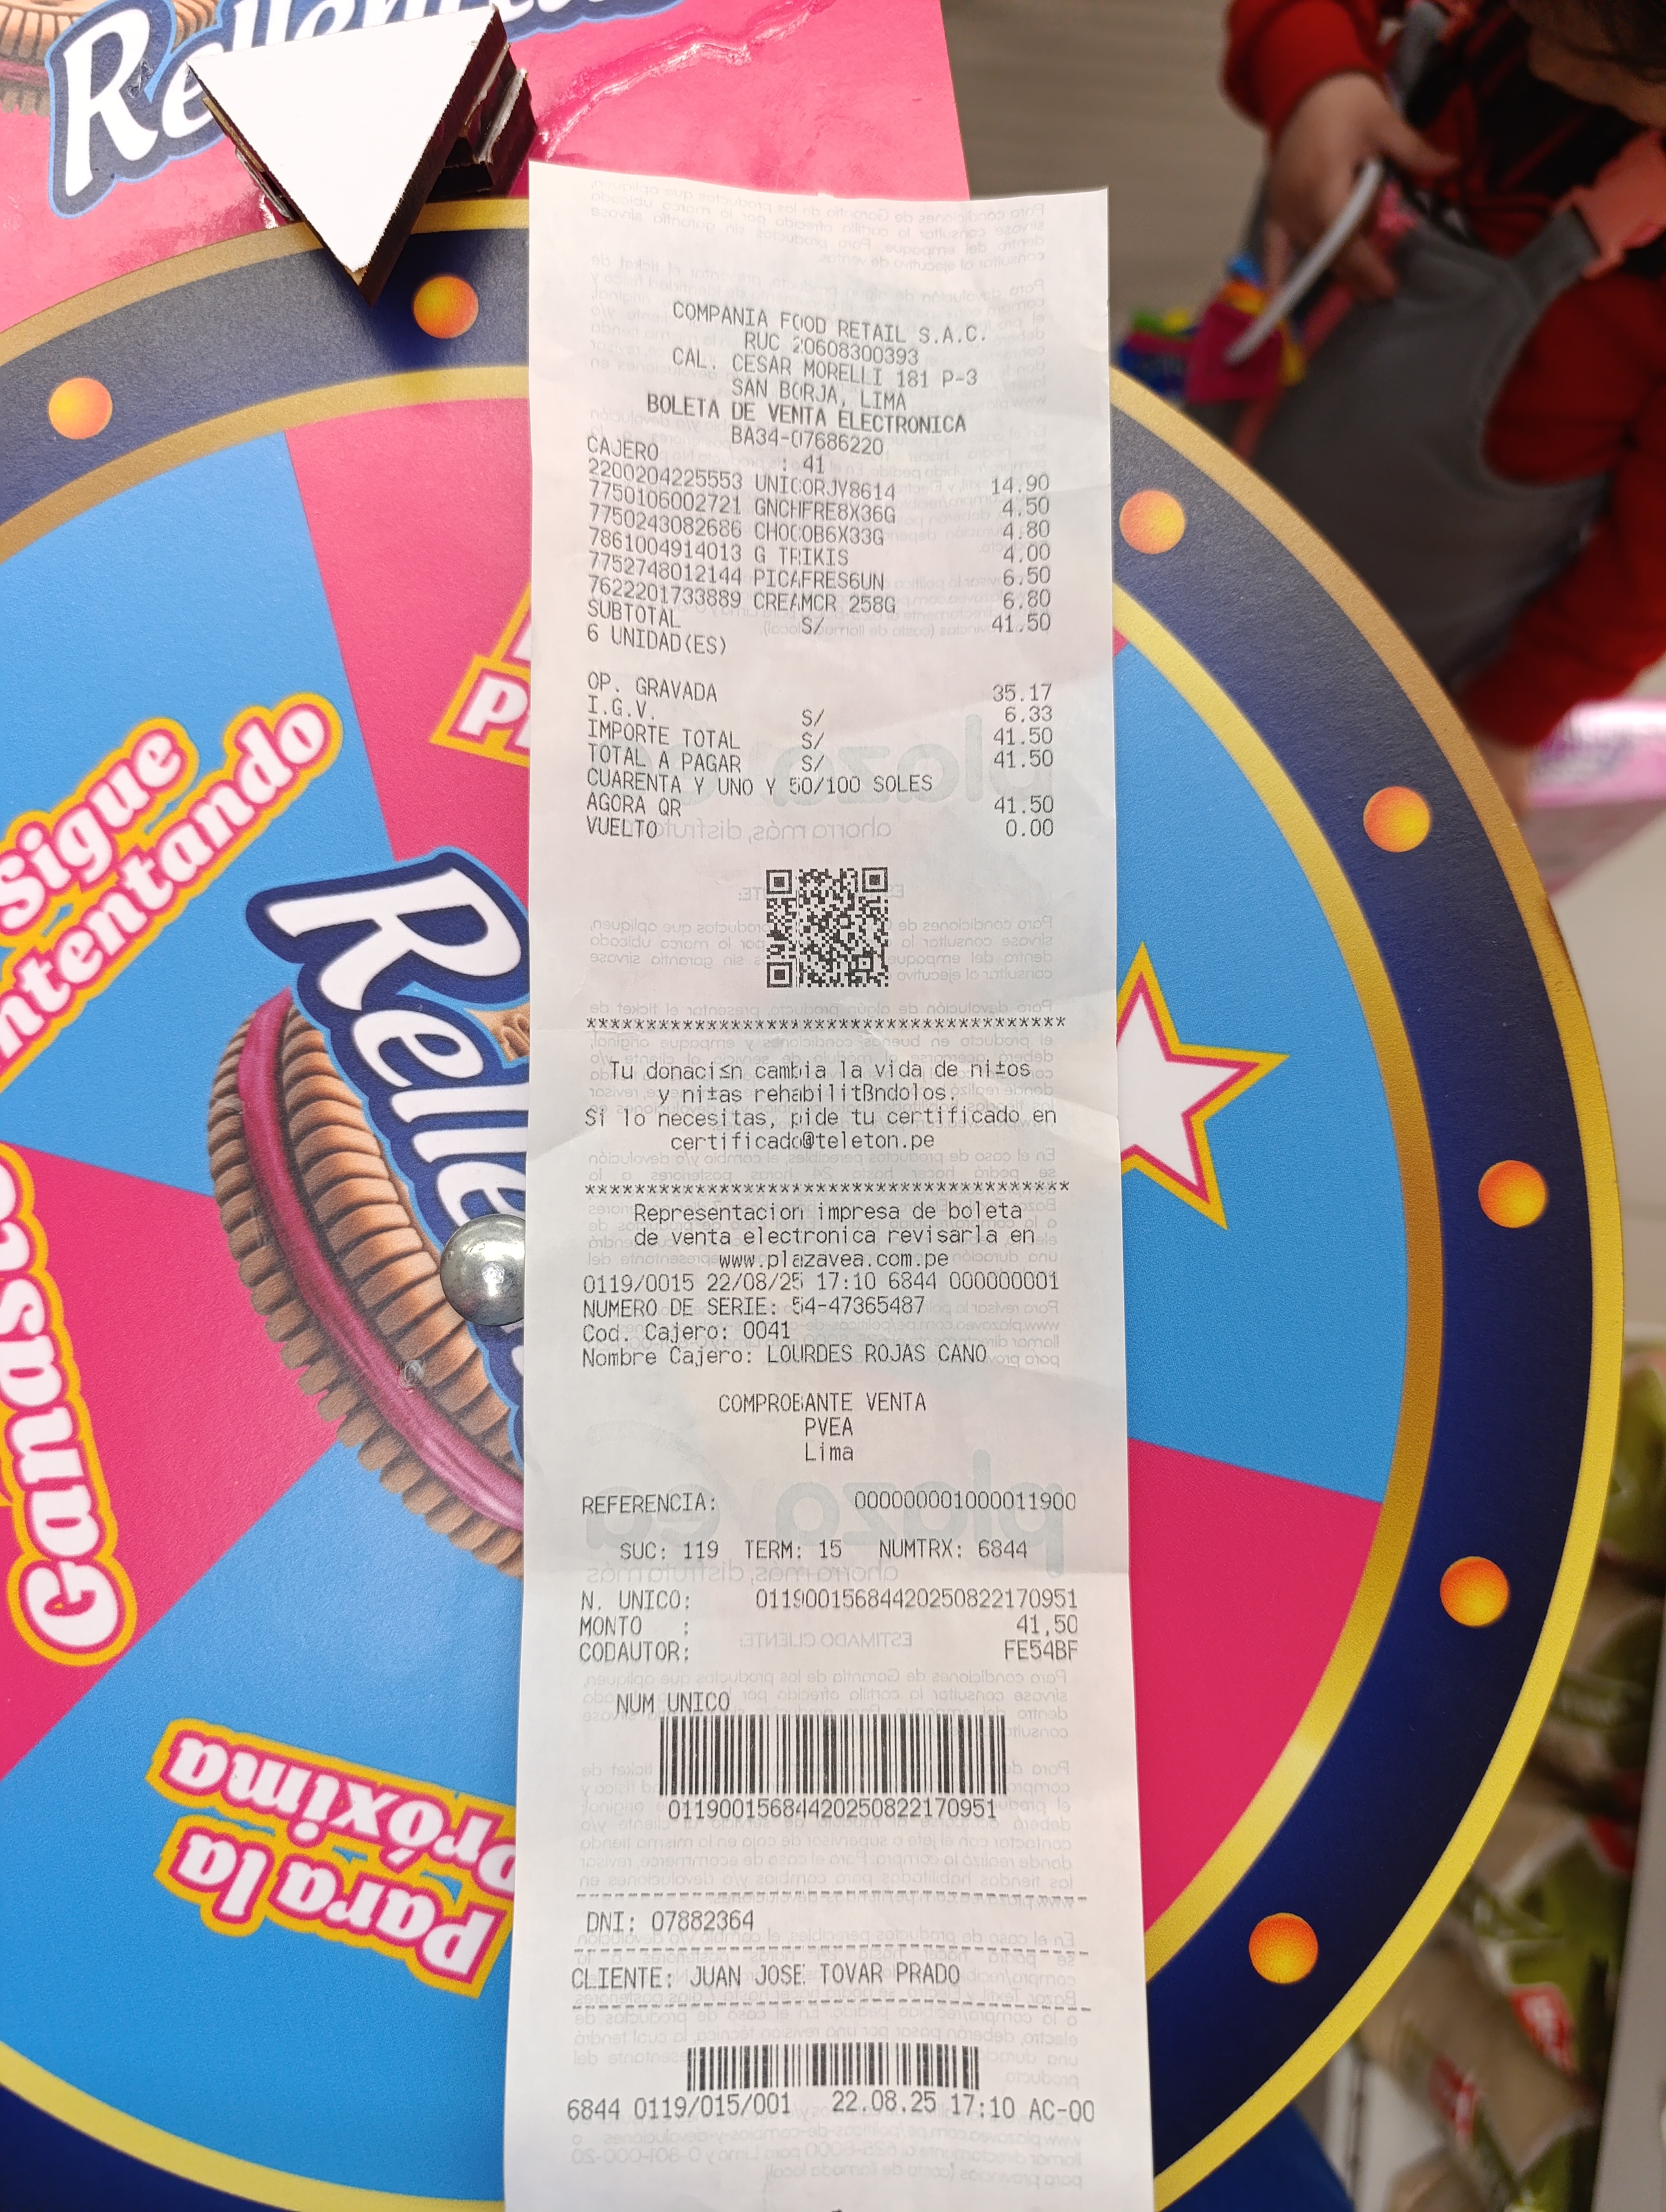 Rellenitas
COMPANIA FOOD RETAIL S.A.C.
RUC 20608300393
CAL. CESAR MORELLI 181 P-3
SAN BORJA, LIMA
BOLETA DE VENTA ELECTRONICA
BA34-07686220
CAJERO : 41
2200204225553 UNICORJV8614 14.90
7750106002721 GNCHFRE8X36G 4.50
7750243082686 CHOCOB6X33G 4.80
7861004914013 G TRIKIS 4.00
7752748012144 PICAFRES6UN 6.50
7622201733889 CREAMCR 258G 6.80
SUBTOTAL S/ 41.50
6 UNIDAD(ES)
OP. GRAVADA 35.17
I.G.V. S/ 6.33
IMPORTE TOTAL S/ 41.50
TOTAL A PAGAR S/ 41.50
CUARENTA Y UNO Y 50/100 SOLES
AGORA QR 41.50
VUELTO 0.00
****************************************
Tu donaci≤n cambia la vida de ni±os
y ni±as rehabilitßndolos.
Si lo necesitas, pide tu certificado en
certificado@teleton.pe
****************************************
Representacion impresa de boleta
de venta electronica revisarla en
www.plazavea.com.pe
0119/0015 22/08/25 17:10 6844 000000001
NUMERO DE SERIE: 54-47365487
Cod. Cajero: 0041
Nombre Cajero: LOURDES ROJAS CANO
COMPROBANTE VENTA
PVEA
Lima
REFERENCIA: 000000001000011900
SUC: 119 TERM: 15 NUMTRX: 6844
N. UNICO: 01190015684420250822170951
MONTO : 41,50
CODAUTOR: FE54BF
NUM UNICO
01190015684420250822170951
DNI: 07882364
CLIENTE: JUAN JOSE TOVAR PRADO
6844 0119/015/001 22.08.25 17:10 AC-00
Sigue
intentando
Ganaste
para la
próxima